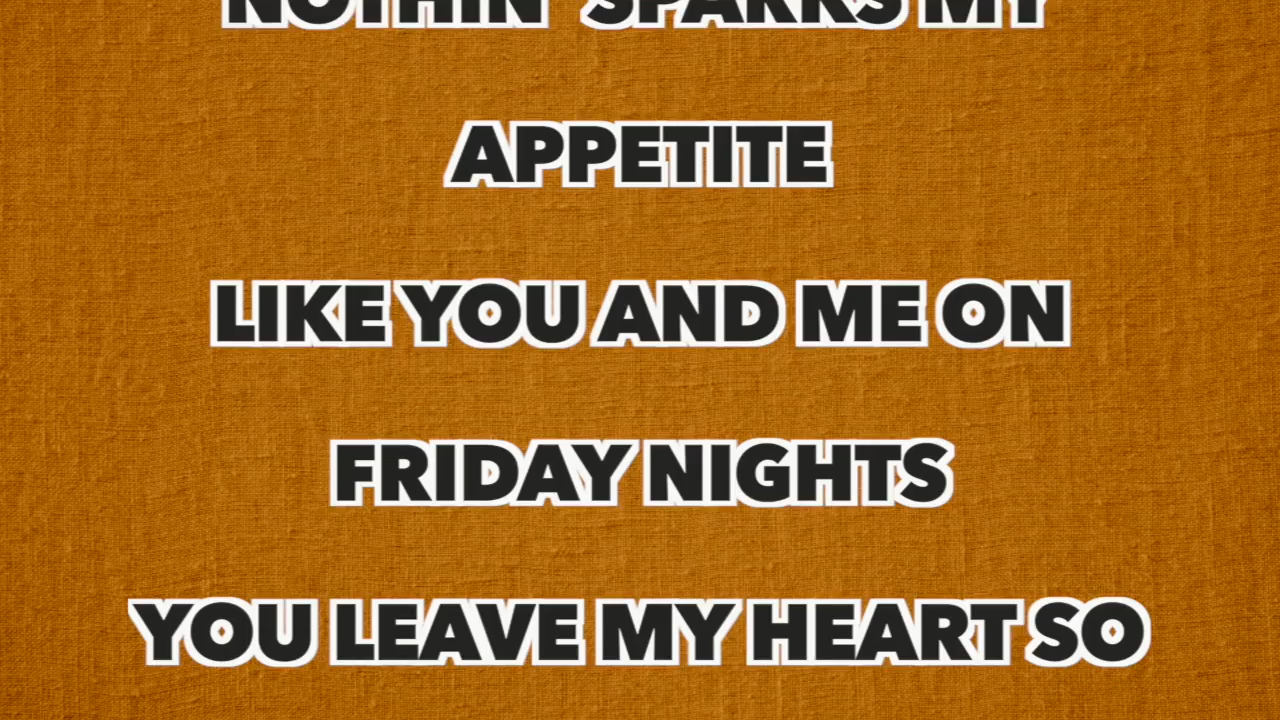 NOTHIN' SPARKS MY
APPETITE
LIKE YOU AND ME ON
FRIDAY NIGHTS
YOU LEAVE MY HEART SO